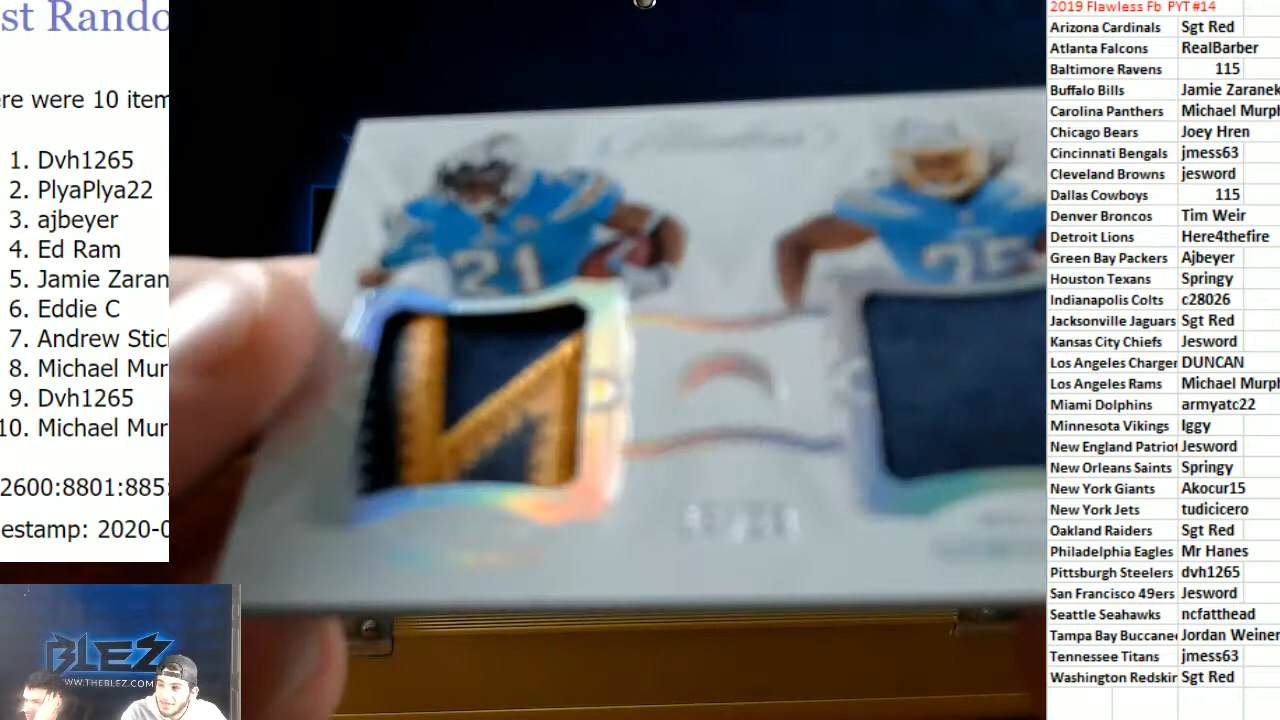 st Rando
ere were 10 item
1. Dvh1265
2. PlyaPlya22
3. ajbeyer
4. Ed Ram
5. Jamie Zaran
6. Eddie C
7. Andrew Stic
8. Michael Mur
9. Dvh1265
10. Michael Mur
2600:8801:885:
estamp: 2020-0
21
25
BLEZ
WWW.THEBLEZ.COM
2019 Flawless Fb PYT #14
Arizona Cardinals Sgt Red
Atlanta Falcons RealBarber
Baltimore Ravens 115
Buffalo Bills Jamie Zaranek
Carolina Panthers Michael Murph
Chicago Bears Joey Hren
Cincinnati Bengals jmess63
Cleveland Browns jesword
Dallas Cowboys 115
Denver Broncos Tim Weir
Detroit Lions Here4thefire
Green Bay Packers Ajbeyer
Houston Texans Springy
Indianapolis Colts c28026
Jacksonville Jaguars Sgt Red
Kansas City Chiefs Jesword
Los Angeles Charger DUNCAN
Los Angeles Rams Michael Murph
Miami Dolphins armyatc22
Minnesota Vikings Iggy
New England Patriot Jesword
New Orleans Saints Springy
New York Giants Akocur15
New York Jets tudicicero
Oakland Raiders Sgt Red
Philadelphia Eagles Mr Hanes
Pittsburgh Steelers dvh1265
San Francisco 49ers Jesword
Seattle Seahawks ncfatthead
Tampa Bay Buccanee Jordan Weiner
Tennessee Titans jmess63
Washington Redskin Sgt Red